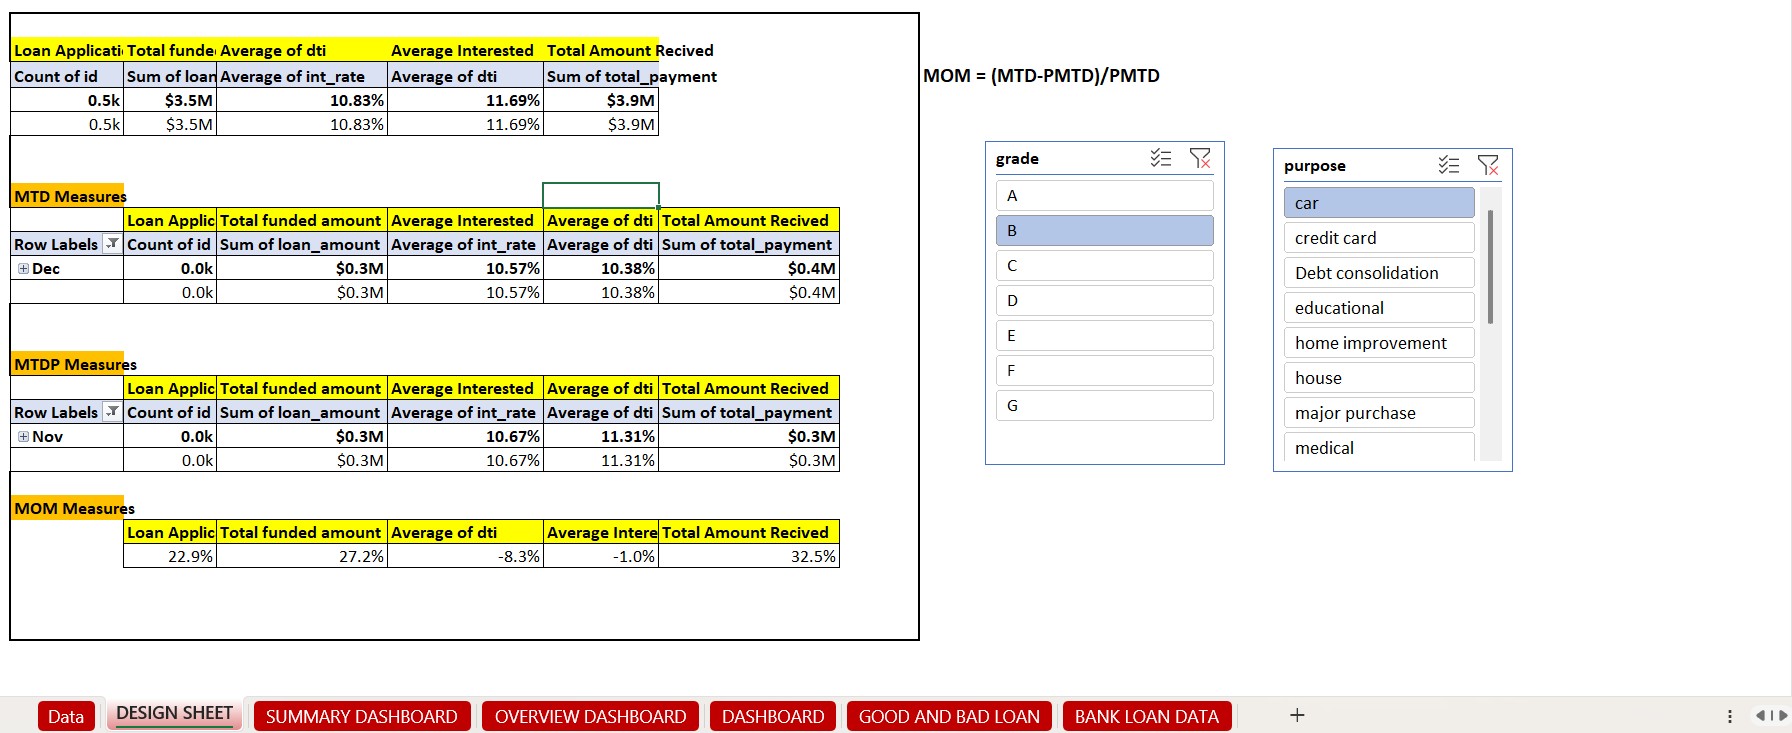 Loan Applicati Total funde Average of dti Average Interested Total Amount Recived
Count of id Sum of loan Average of int_rate Average of dti Sum of total_payment
0.5k $3.5M 10.83% 11.69% $3.9M
0.5k $3.5M 10.83% 11.69% $3.9M
MTD Measures
Loan Applic Total funded amount Average Interested Average of dti Total Amount Recived
Row Labels Count of id Sum of loan_amount Average of int_rate Average of dti Sum of total_payment
Dec 0.0k $0.3M 10.57% 10.38% $0.4M
0.0k $0.3M 10.57% 10.38% $0.4M
MTDP Measures
Loan Applic Total funded amount Average Interested Average of dti Total Amount Recived
Row Labels Count of id Sum of loan_amount Average of int_rate Average of dti Sum of total_payment
Nov 0.0k $0.3M 10.67% 11.31% $0.3M
0.0k $0.3M 10.67% 11.31% $0.3M
MOM Measures
Loan Applic Total funded amount Average of dti Average Intere Total Amount Recived
22.9% 27.2% -8.3% -1.0% 32.5%
MOM = (MTD-PMTD)/PMTD
grade
A
B
C
D
E
F
G
purpose
car
credit card
Debt consolidation
educational
home improvement
house
major purchase
medical
Data DESIGN SHEET SUMMARY DASHBOARD OVERVIEW DASHBOARD DASHBOARD GOOD AND BAD LOAN BANK LOAN DATA